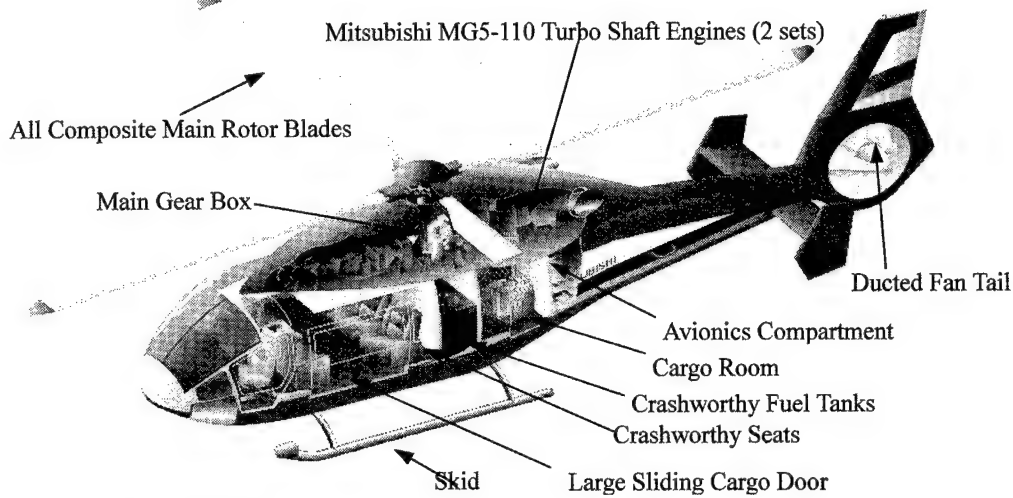 Mitsubishi MG5-110 Turbo Shaft Engines (2 sets)
All Composite Main Rotor Blades
Main Gear Box
Ducted Fan Tail
Avionics Compartment
Cargo Room
Crashworthy Fuel Tanks
Crashworthy Seats
Skid
Large Sliding Cargo Door